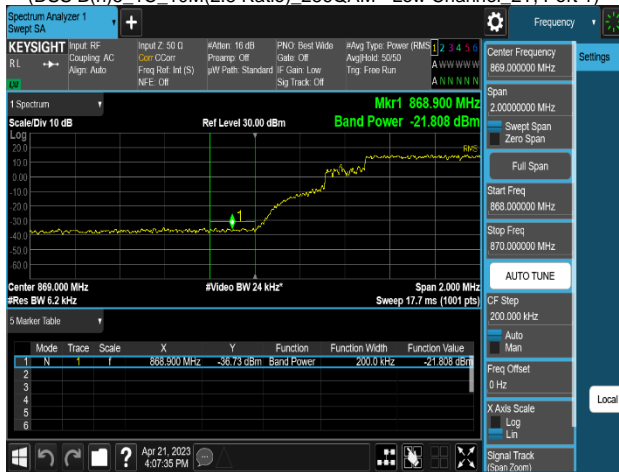 Spectrum Analyzer 1
Swept SA
+
Frequency
KEYSIGHT
RL
Input: RF
Coupling: AC
Align: Auto
Input Z: 50 Ω
Corr CCorr
Freq Ref: Int (S)
NFE: Off
#Atten: 16 dB
Preamp: Off
µW Path: Standard
PNO: Best Wide
Gate: Off
IF Gain: Low
Sig Track: Off
#Avg Type: Power (RMS
Avg|Hold: 50/50
Trig: Free Run
1 2 3 4 5 6
A W W W W W
A N N N N N
1 Spectrum
Scale/Div 10 dB
Ref Level 30.00 dBm
Mkr1 868.900 MHz
Band Power -21.808 dBm
Log
20.0
10.0
0.00
-10.0
-20.0
-30.0
-40.0
-50.0
-60.0
RMS
1
Center 869.000 MHz
#Video BW 24 kHz*
Span 2.000 MHz
#Res BW 6.2 kHz
Sweep 17.7 ms (1001 pts)
5 Marker Table
Mode Trace Scale X Y Function Function Width Function Value
1 N 1 f 868.900 MHz -36.73 dBm Band Power 200.0 kHz -21.808 dBm
2
3
4
5
6
Apr 21, 2023
4:07:35 PM
Center Frequency
869.000000 MHz
Span
2.00000000 MHz
Swept Span
Zero Span
Full Span
Start Freq
868.000000 MHz
Stop Freq
870.000000 MHz
AUTO TUNE
CF Step
200.000 kHz
Auto
Man
Freq Offset
0 Hz
X Axis Scale
Log
Lin
Signal Track
(Span Zoom)
Settings
Local